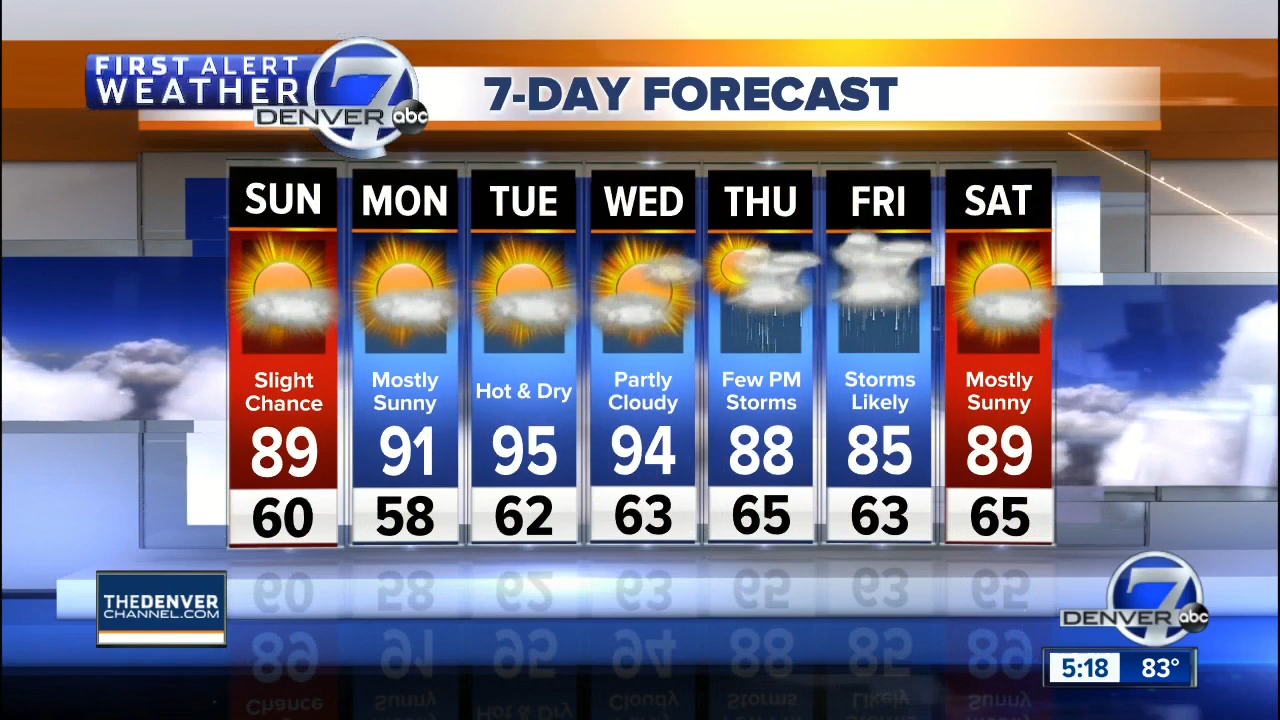 FIRST ALERT
WEATHER
7
DENVER abc
7-DAY FORECAST
SUN MON TUE WED THU FRI SAT
Slight Chance
Mostly Sunny
Hot & Dry
Partly Cloudy
Few PM Storms
Storms Likely
Mostly Sunny
89 91 95 94 88 85 89
60 58 62 63 65 63 65
THEDENVER
CHANNEL.COM
7
DENVER abc
5:18 83°